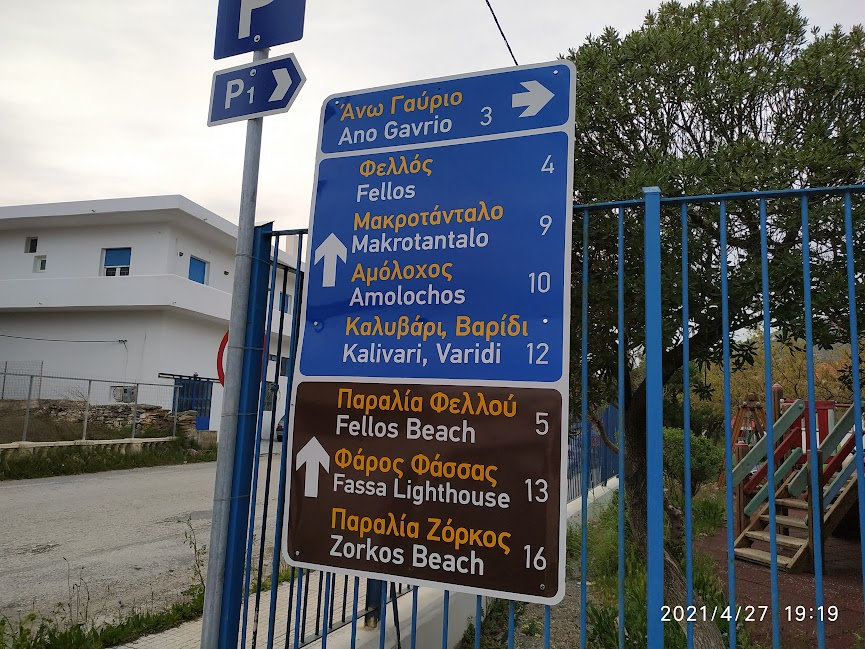 P
P1
Άνω Γαύριο
Ano Gavrio 3
Φελλός 4
Fellos
Μακροτάνταλο 9
Makrotantalo
Αμόλοχος 10
Amolochos
Καλυβάρι, Βαρίδι
Kalivari, Varidi 12
Παραλία Φελλού 5
Fellos Beach
Φάρος Φάσσας 13
Fassa Lighthouse
Παραλία Ζόρκος 16
Zorkos Beach
2021/4/27 19:19